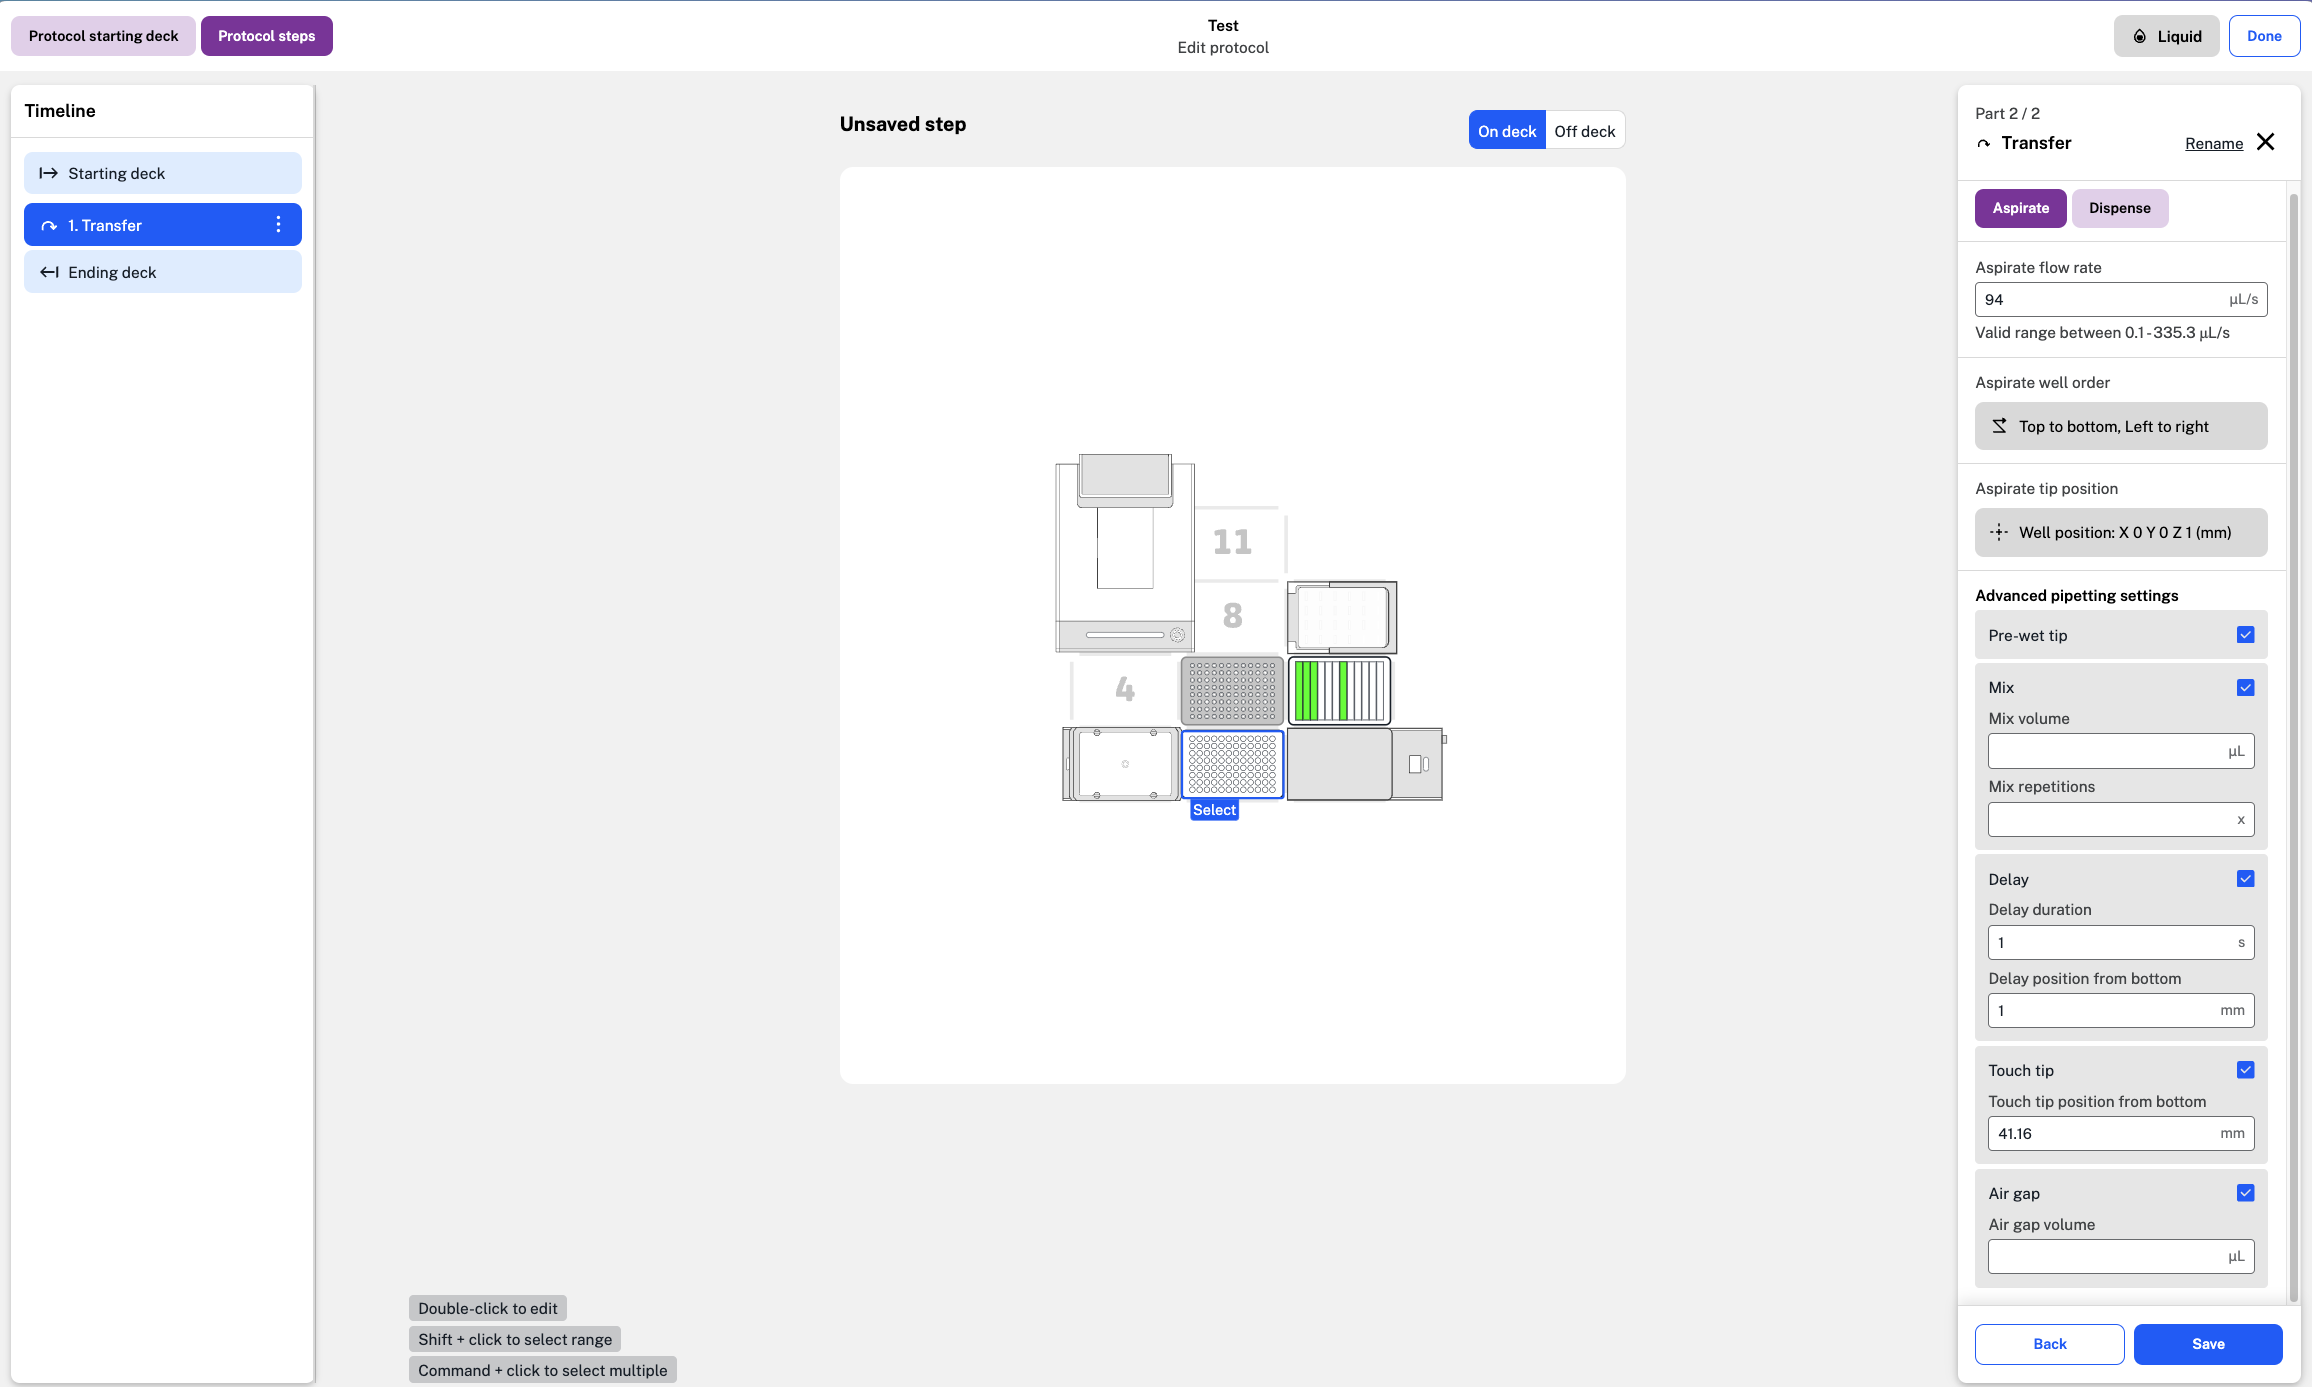 Protocol starting deck
Protocol steps
Test
Edit protocol
Liquid
Done
Timeline
Starting deck
1. Transfer
Ending deck
Unsaved step
On deck
Off deck
11
8
4
Select
Double-click to edit
Shift + click to select range
Command + click to select multiple
Part 2 / 2
Transfer
Rename
Aspirate
Dispense
Aspirate flow rate
94 µL/s
Valid range between 0.1-335.3 µL/s
Aspirate well order
Top to bottom, Left to right
Aspirate tip position
Well position: X 0 Y 0 Z 1 (mm)
Advanced pipetting settings
Pre-wet tip
Mix
Mix volume
µL
Mix repetitions
x
Delay
Delay duration
1 s
Delay position from bottom
1 mm
Touch tip
Touch tip position from bottom
41.16 mm
Air gap
Air gap volume
µL
Back
Save